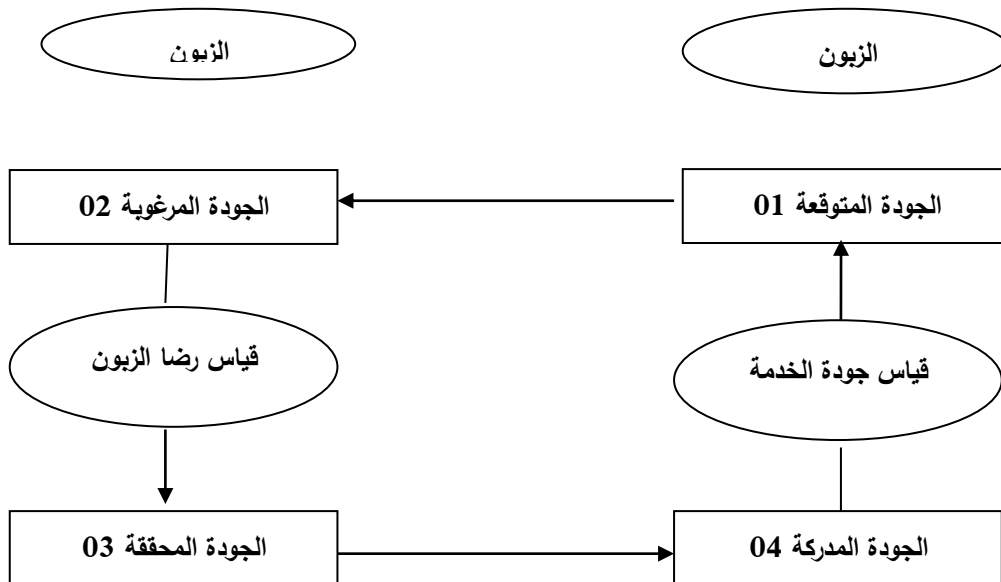 الزبون
الزبون
الجودة المتوقعة 01
الجودة المرغوبة 02
قياس جودة الخدمة
قياس رضا الزبون
الجودة المدركة 04
الجودة المحققة 03